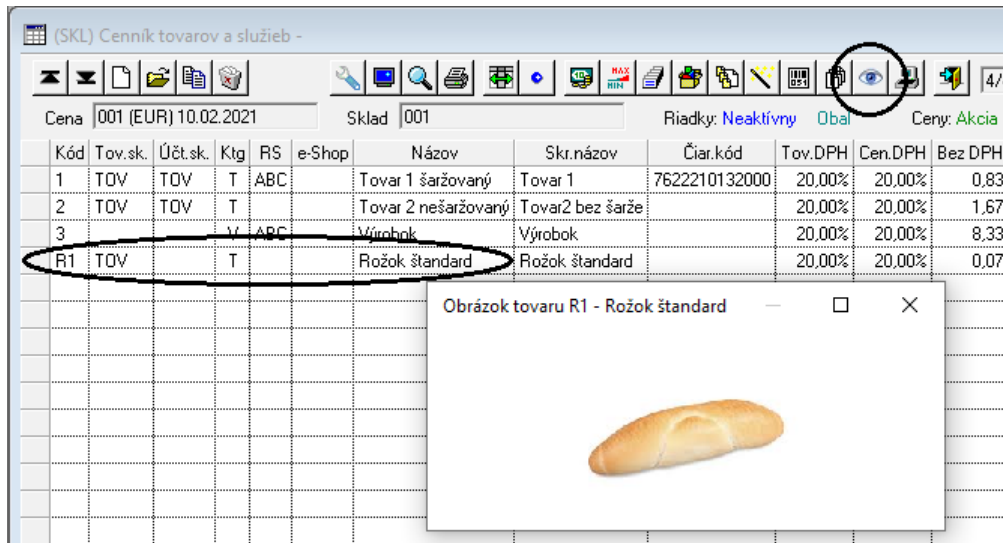 (SKL) Cenník tovarov a služieb -
MAX
MIN
4/
Cena 001 (EUR) 10.02.2021 Sklad 001 Riadky: Neaktívny Obal Ceny: Akcia
Kód Tov.sk. Účt.sk. Ktg RS e-Shop Názov Skr.názov Čiar.kód Tov.DPH Cen.DPH Bez DPH
1 TOV TOV T ABC Tovar 1 šaržovaný Tovar 1 7622210132000 20,00% 20,00% 0,83
2 TOV TOV T Tovar 2 nešaržovaný Tovar2 bez šarže 20,00% 20,00% 1,67
3 V ABC Výrobok Výrobok 20,00% 20,00% 8,33
R1 TOV T Rožok štandard Rožok štandard 20,00% 20,00% 0,07
Obrázok tovaru R1 - Rožok štandard